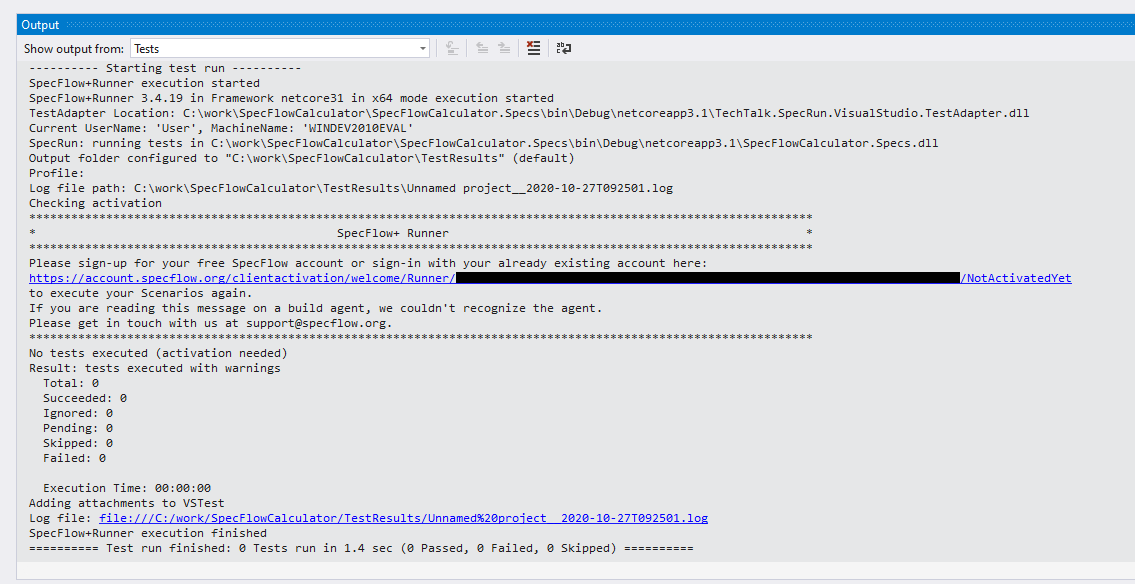 Output
Show output from: Tests
---------- Starting test run ----------
SpecFlow+Runner execution started
SpecFlow+Runner 3.4.19 in Framework netcore31 in x64 mode execution started
TestAdapter Location: C:\work\SpecFlowCalculator\SpecFlowCalculator.Specs\bin\Debug\netcoreapp3.1\TechTalk.SpecRun.VisualStudio.TestAdapter.dll
Current UserName: 'User', MachineName: 'WINDEV2010EVAL'
SpecRun: running tests in C:\work\SpecFlowCalculator\SpecFlowCalculator.Specs\bin\Debug\netcoreapp3.1\SpecFlowCalculator.Specs.dll
Output folder configured to "C:\work\SpecFlowCalculator\TestResults" (default)
Profile:
Log file path: C:\work\SpecFlowCalculator\TestResults\Unnamed project__2020-10-27T092501.log
Checking activation
****************************************************************************************************************
* SpecFlow+ Runner *
****************************************************************************************************************
Please sign-up for your free SpecFlow account or sign-in with your already existing account here:
https://account.specflow.org/clientactivation/welcome/Runner/ /NotActivatedYet
to execute your Scenarios again.
If you are reading this message on a build agent, we couldn't recognize the agent.
Please get in touch with us at support@specflow.org.
****************************************************************************************************************
No tests executed (activation needed)
Result: tests executed with warnings
Total: 0
Succeeded: 0
Ignored: 0
Pending: 0
Skipped: 0
Failed: 0
Execution Time: 00:00:00
Adding attachments to VSTest
Log file: file:///C:/work/SpecFlowCalculator/TestResults/Unnamed%20project__2020-10-27T092501.log
SpecFlow+Runner execution finished
========== Test run finished: 0 Tests run in 1.4 sec (0 Passed, 0 Failed, 0 Skipped) ==========